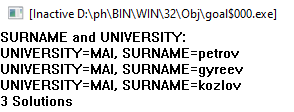 [Inactive D:\ph\BIN\WIN\32\Obj\goal$000.exe]
SURNAME and UNIVERSITY:
UNIVERSITY=MAI, SURNAME=petrov
UNIVERSITY=MAI, SURNAME=gyreev
UNIVERSITY=MAI, SURNAME=kozlov
3 Solutions